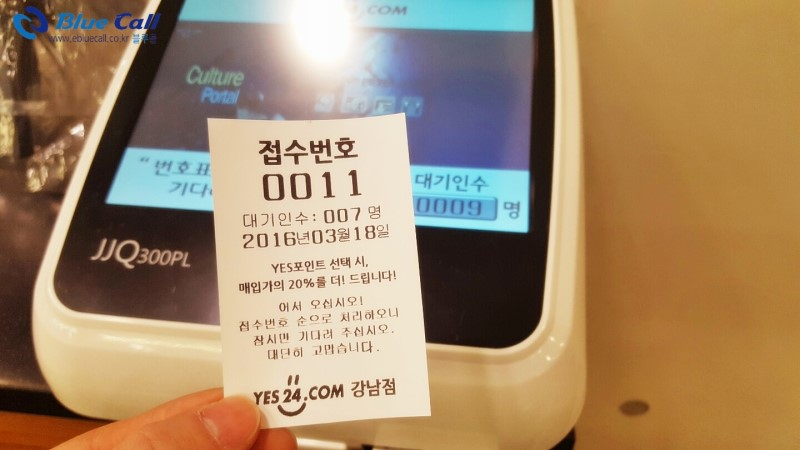 Blue Call
www.ebluecall.co.kr 블루콜
24.COM
Culture
Portal
"번호표
기다
대기인수
0009 명
JJQ300PL
접수번호
0011
대기인수: 007 명
2016년03월18일
YES포인트 선택 시,
매입가의 20%를 더! 드립니다!
어서 오십시오!
접수번호 순으로 처리하오니
잠시만 기다려 주십시오.
대단히 고맙습니다.
YES24.COM 강남점